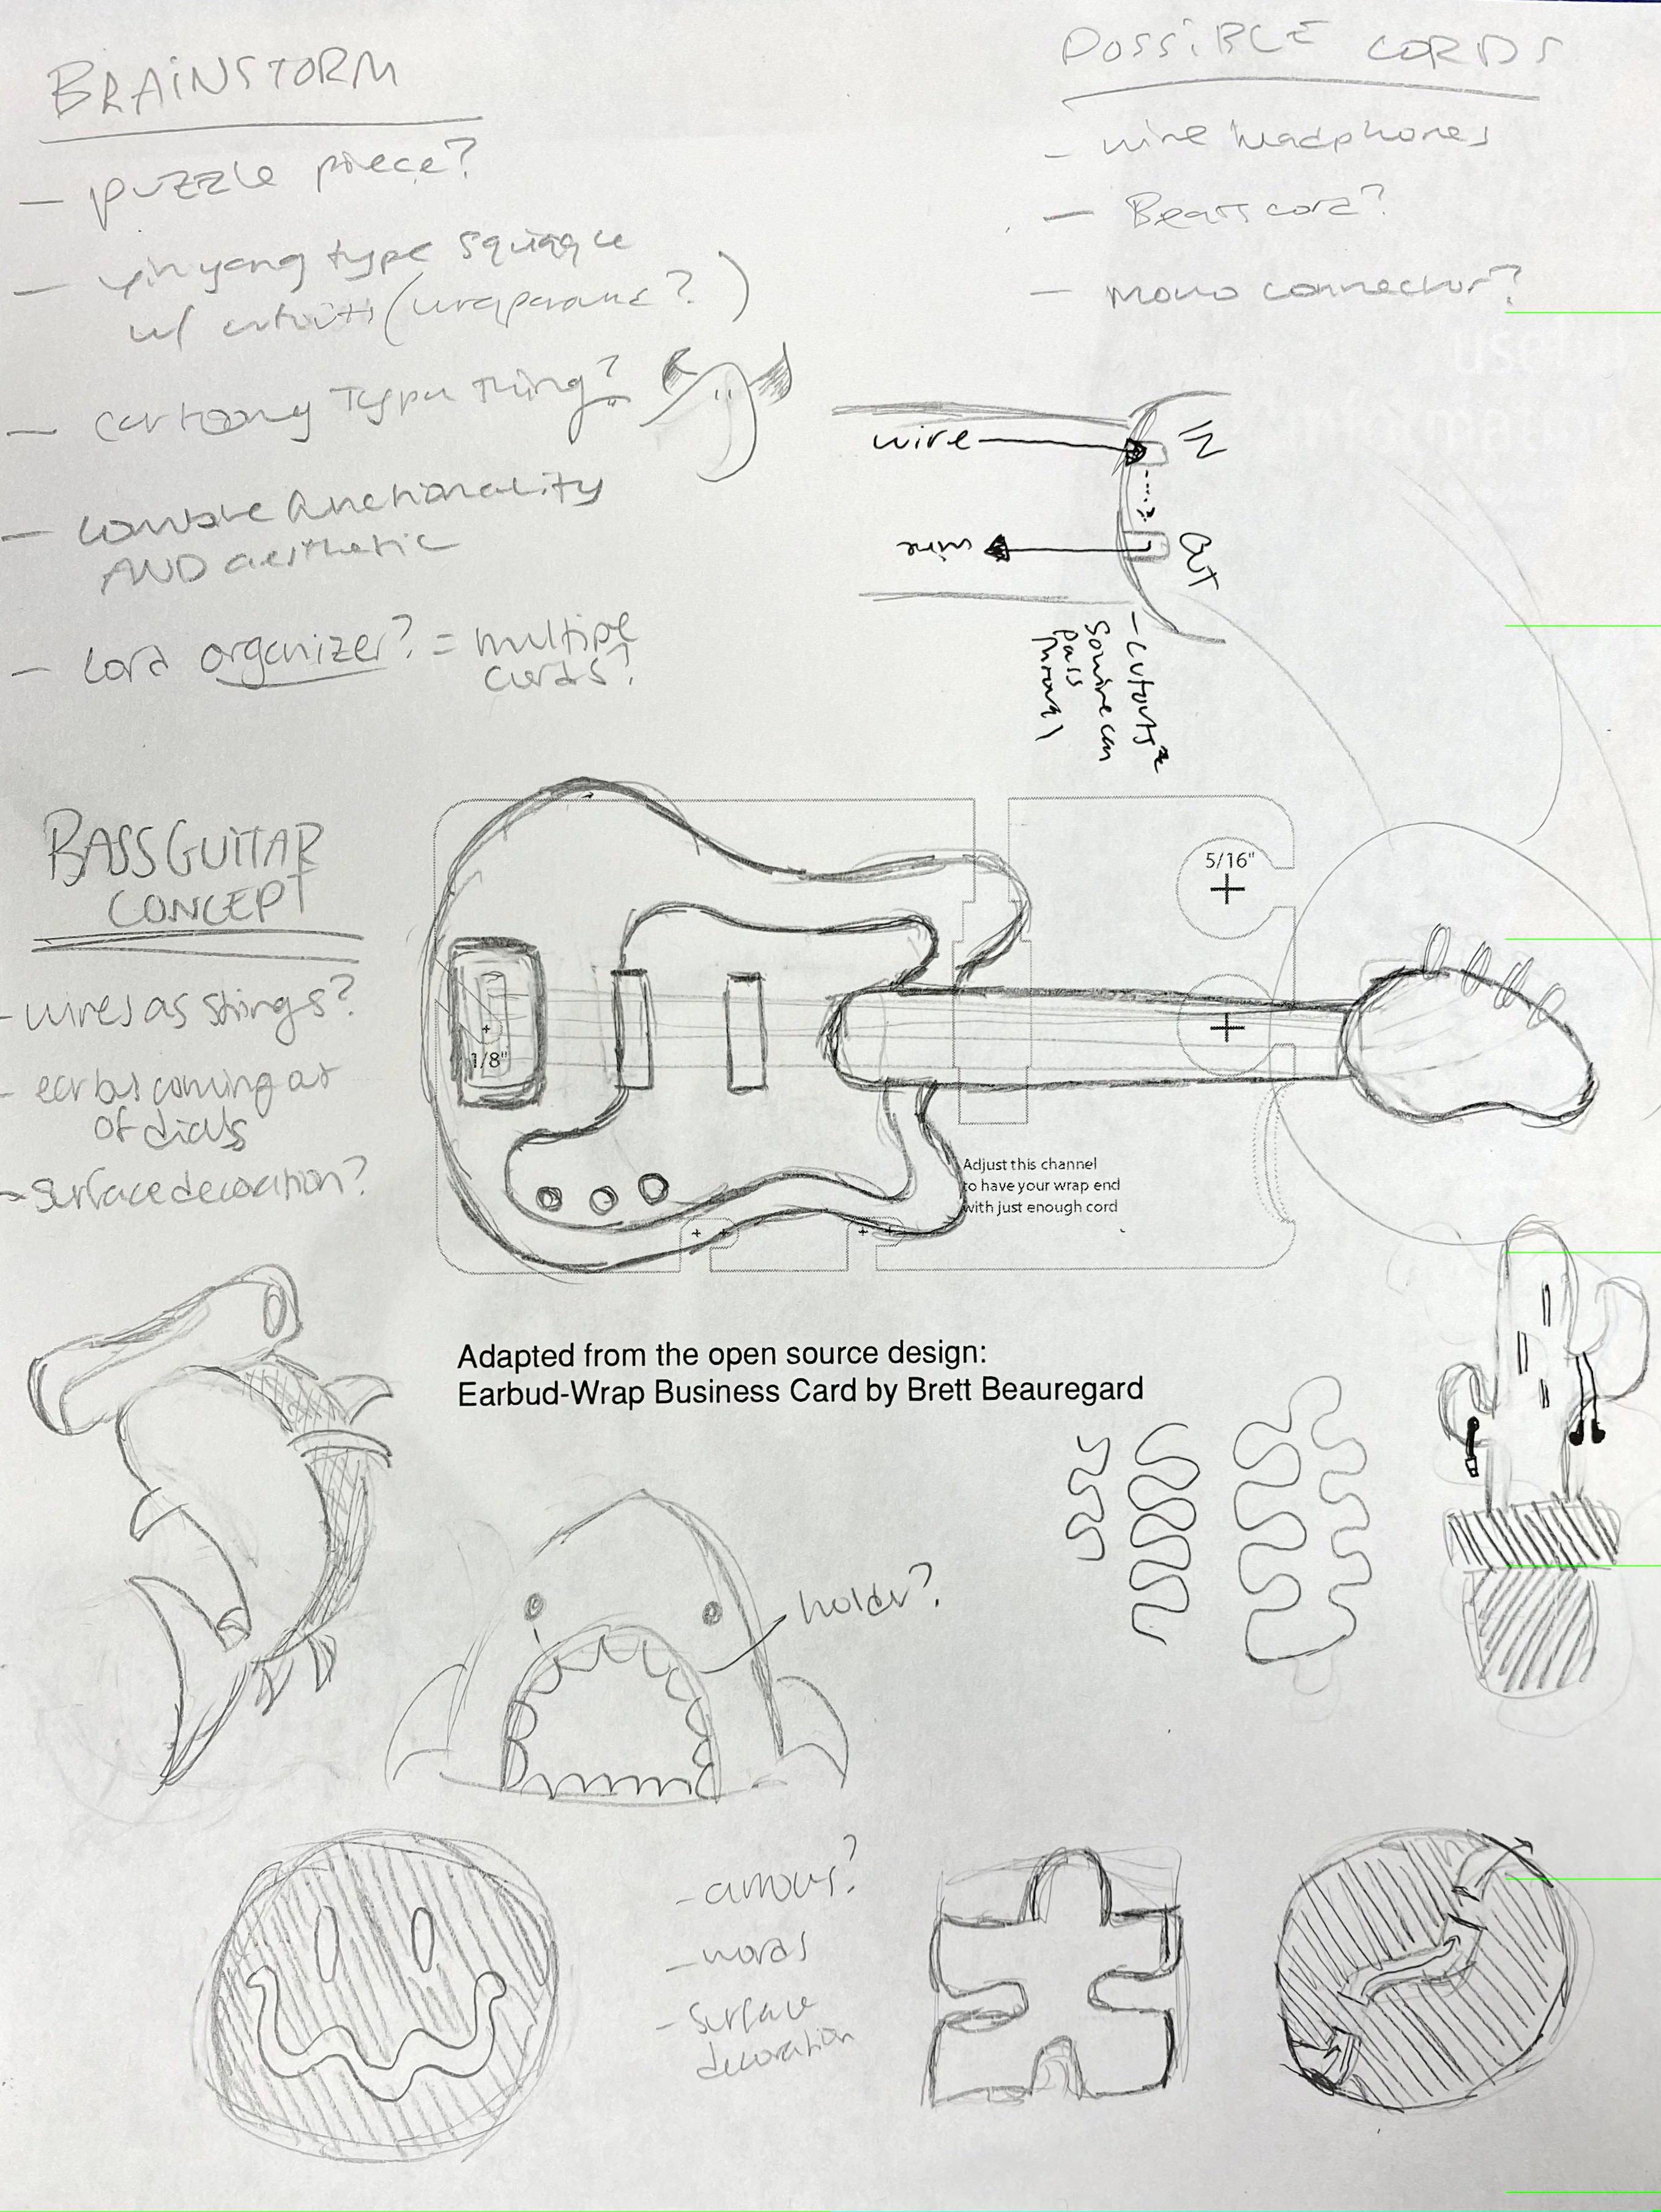 BRAINSTORM
- puzzle piece?
- yinyang type squiggle
w/ cutouts (wraparound?)
- cartoony type thing?
- combine functionality
AND aesthetic
- cord organizer? = multiple
cords?
POSSIBLE CORDS
- wire headphones
- Beats cord?
- mono connector?
wire
IN
wire
OUT
- cutouts
so wire can
pass
through
BASS GUITAR
CONCEPT
- wires as strings?
- earbuds coming out
of dials
- surface decoration?
5/16"
1/8"
Adjust this channel
to have your wrap end
with just enough cord
Adapted from the open source design:
Earbud-Wrap Business Card by Brett Beauregard
holder?
- arrows?
- words
- surface
decoration